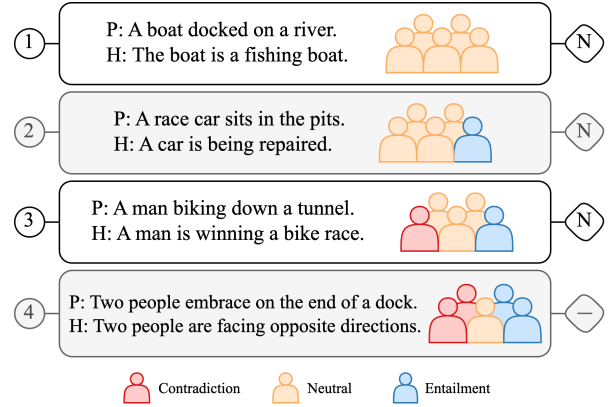 1
P: A boat docked on a river.
H: The boat is a fishing boat.
N
2
P: A race car sits in the pits.
H: A car is being repaired.
N
3
P: A man biking down a tunnel.
H: A man is winning a bike race.
N
4
P: Two people embrace on the end of a dock.
H: Two people are facing opposite directions.
–
Contradiction Neutral Entailment